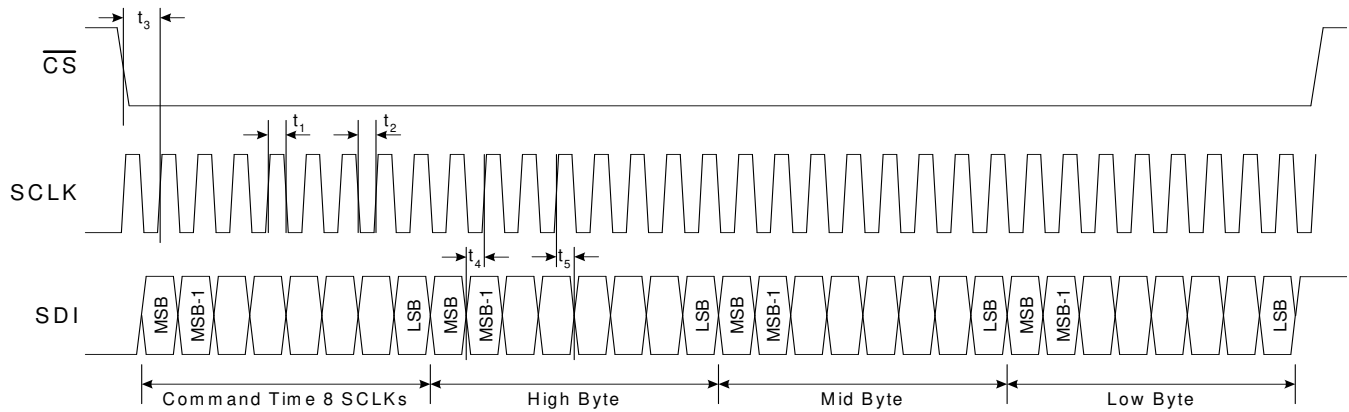 t3
CS
t1
t2
SCLK
t4
t5
SDI
MSB
MSB-1
LSB
MSB
MSB-1
LSB
MSB
MSB-1
LSB
MSB
MSB-1
LSB
Command Time 8 SCLKs
High Byte
Mid Byte
Low Byte